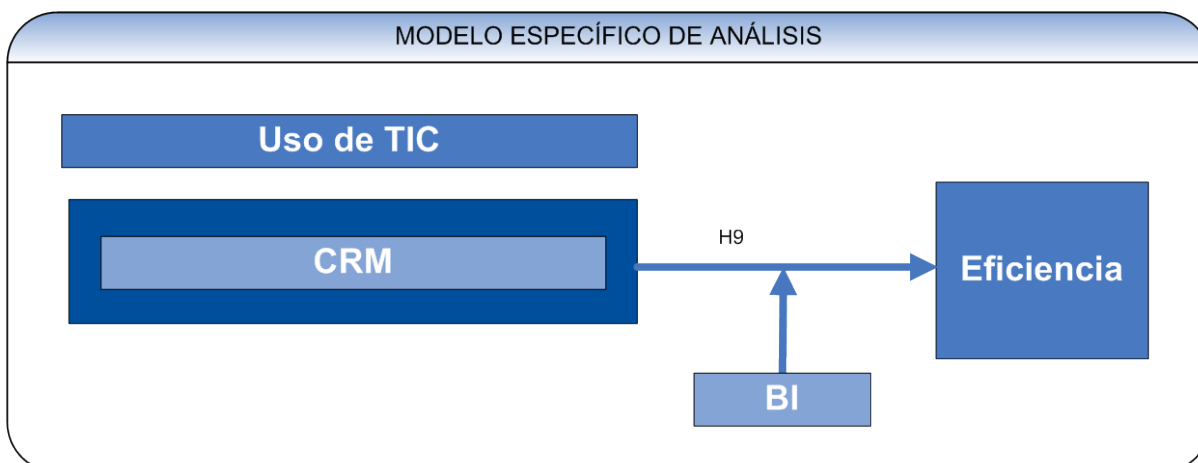 MODELO ESPECÍFICO DE ANÁLISIS
Uso de TIC
CRM
H9
Eficiencia
BI